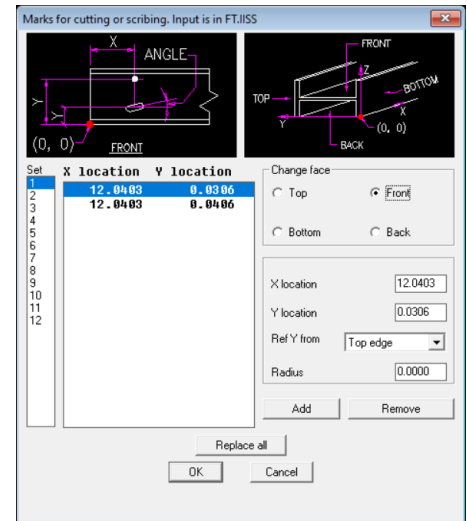 Marks for cutting or scribing. Input is in FT.IISS
X
ANGLE
Y
Y
(0, 0)
FRONT
FRONT
Z
BOTTOM
TOP
X
Y
(0, 0)
BACK
Set
X location Y location
Change face
1
2
3
4
5
6
7
8
9
10
11
12
12.0403 0.0306
12.0403 0.0406
Top
Front
Bottom
Back
X location 12.0403
Y location 0.0306
Ref Y from Top edge
Radius 0.0000
Add Remove
Replace all
OK Cancel